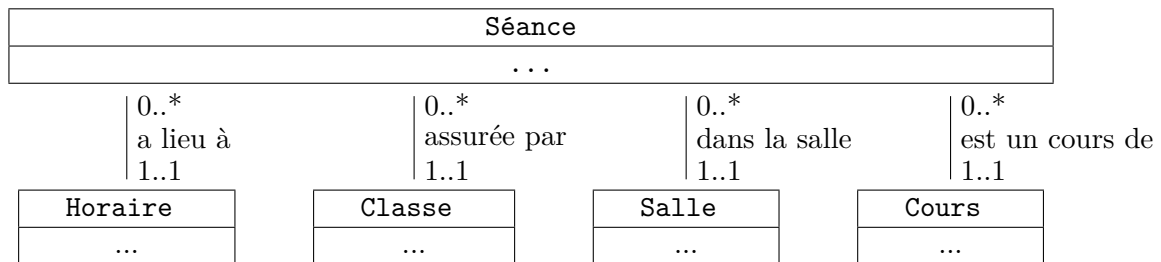 Séance
...
0..* 0..* 0..* 0..*
a lieu à assurée par dans la salle est un cours de
1..1 1..1 1..1 1..1
Horaire Classe Salle Cours
... ... ... ...